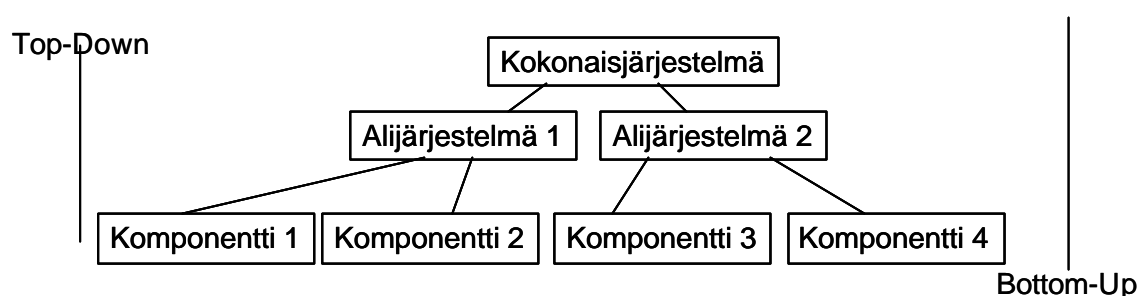 Top-Down
Kokonaisjärjestelmä
Alijärjestelmä 1
Alijärjestelmä 2
Komponentti 1
Komponentti 2
Komponentti 3
Komponentti 4
Bottom-Up